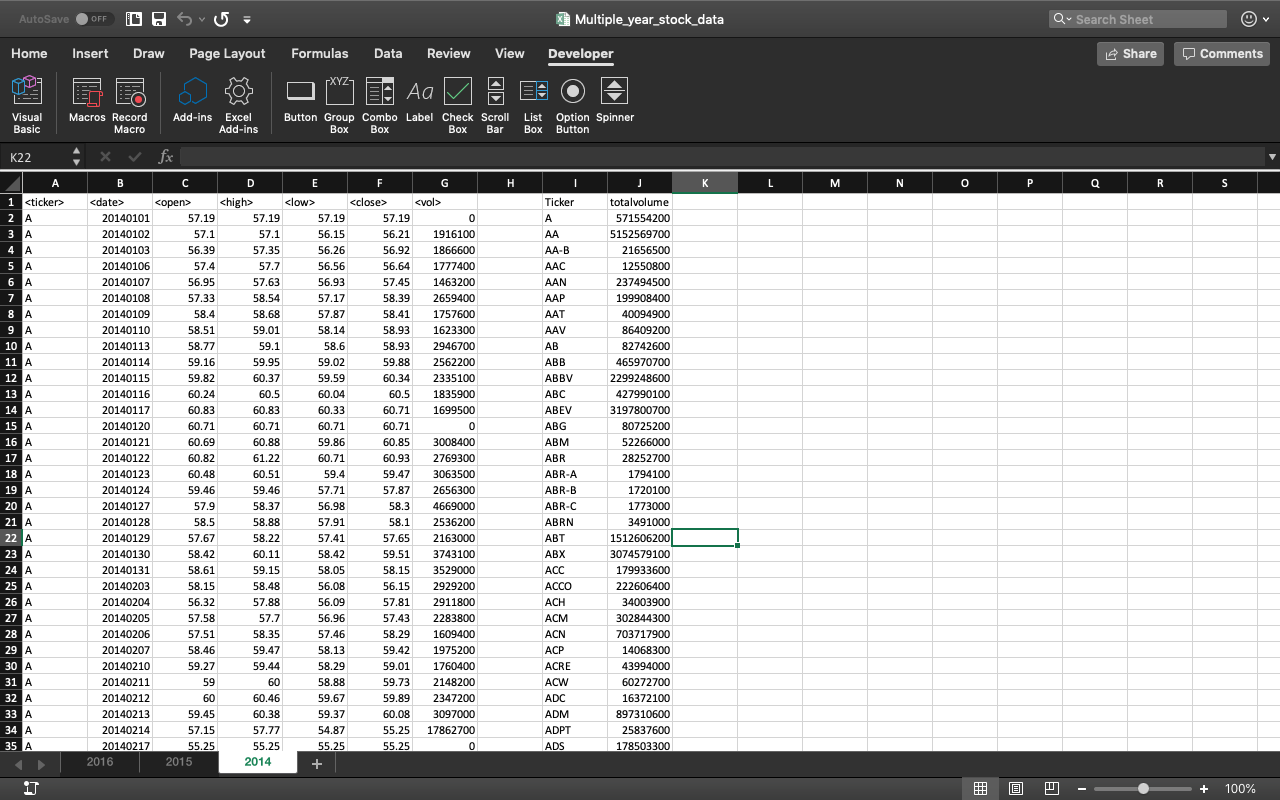 AutoSave OFF Multiple_year_stock_data Search Sheet
Home Insert Draw Page Layout Formulas Data Review View Developer Share Comments
Visual Basic Macros Record Macro Add-ins Excel Add-ins Button Group Box Combo Box Label Check Box Scroll Bar List Box Option Button Spinner
XYZ Aa
K22 fx
A B C D E F G H I J K L M N O P Q R S
1 <ticker> <date> <open> <high> <low> <close> <vol> Ticker totalvolume
2 A 20140101 57.19 57.19 57.19 57.19 0 A 571554200
3 A 20140102 57.1 57.1 56.15 56.21 1916100 AA 5152569700
4 A 20140103 56.39 57.35 56.26 56.92 1866600 AA-B 21656500
5 A 20140106 57.4 57.7 56.56 56.64 1777400 AAC 12550800
6 A 20140107 56.95 57.63 56.93 57.45 1463200 AAN 237494500
7 A 20140108 57.33 58.54 57.17 58.39 2659400 AAP 199908400
8 A 20140109 58.4 58.68 57.87 58.41 1757600 AAT 40094900
9 A 20140110 58.51 59.01 58.14 58.93 1623300 AAV 86409200
10 A 20140113 58.77 59.1 58.6 58.93 2946700 AB 82742600
11 A 20140114 59.16 59.95 59.02 59.88 2562200 ABB 465970700
12 A 20140115 59.82 60.37 59.59 60.34 2335100 ABBV 2299248600
13 A 20140116 60.24 60.5 60.04 60.5 1835900 ABC 427990100
14 A 20140117 60.83 60.83 60.33 60.71 1699500 ABEV 3197800700
15 A 20140120 60.71 60.71 60.71 60.71 0 ABG 80725200
16 A 20140121 60.69 60.88 59.86 60.85 3008400 ABM 52266000
17 A 20140122 60.82 61.22 60.71 60.93 2769300 ABR 28252700
18 A 20140123 60.48 60.51 59.4 59.47 3063500 ABR-A 1794100
19 A 20140124 59.46 59.46 57.71 57.87 2656300 ABR-B 1720100
20 A 20140127 57.9 58.37 56.98 58.3 4669000 ABR-C 1773000
21 A 20140128 58.5 58.88 57.91 58.1 2536200 ABRN 3491000
22 A 20140129 57.67 58.22 57.41 57.65 2163000 ABT 1512606200
23 A 20140130 58.42 60.11 58.42 59.51 3743100 ABX 3074579100
24 A 20140131 58.61 59.15 58.05 58.15 3529000 ACC 179933600
25 A 20140203 58.15 58.48 56.08 56.15 2929200 ACCO 222606400
26 A 20140204 56.32 57.88 56.09 57.81 2911800 ACH 34003900
27 A 20140205 57.58 57.7 56.96 57.43 2283800 ACM 302844300
28 A 20140206 57.51 58.35 57.46 58.29 1609400 ACN 703717900
29 A 20140207 58.46 59.47 58.13 59.42 1975200 ACP 14068300
30 A 20140210 59.27 59.44 58.29 59.01 1760400 ACRE 43994000
31 A 20140211 59 60 58.88 59.73 2148200 ACW 60272700
32 A 20140212 60 60.46 59.67 59.89 2347200 ADC 16372100
33 A 20140213 59.45 60.38 59.37 60.08 3097000 ADM 897310600
34 A 20140214 57.15 57.77 54.87 55.25 17862700 ADPT 25837600
35 A 20140217 55.25 55.25 55.25 55.25 0 ADS 178503300
2016 2015 2014 +
100%